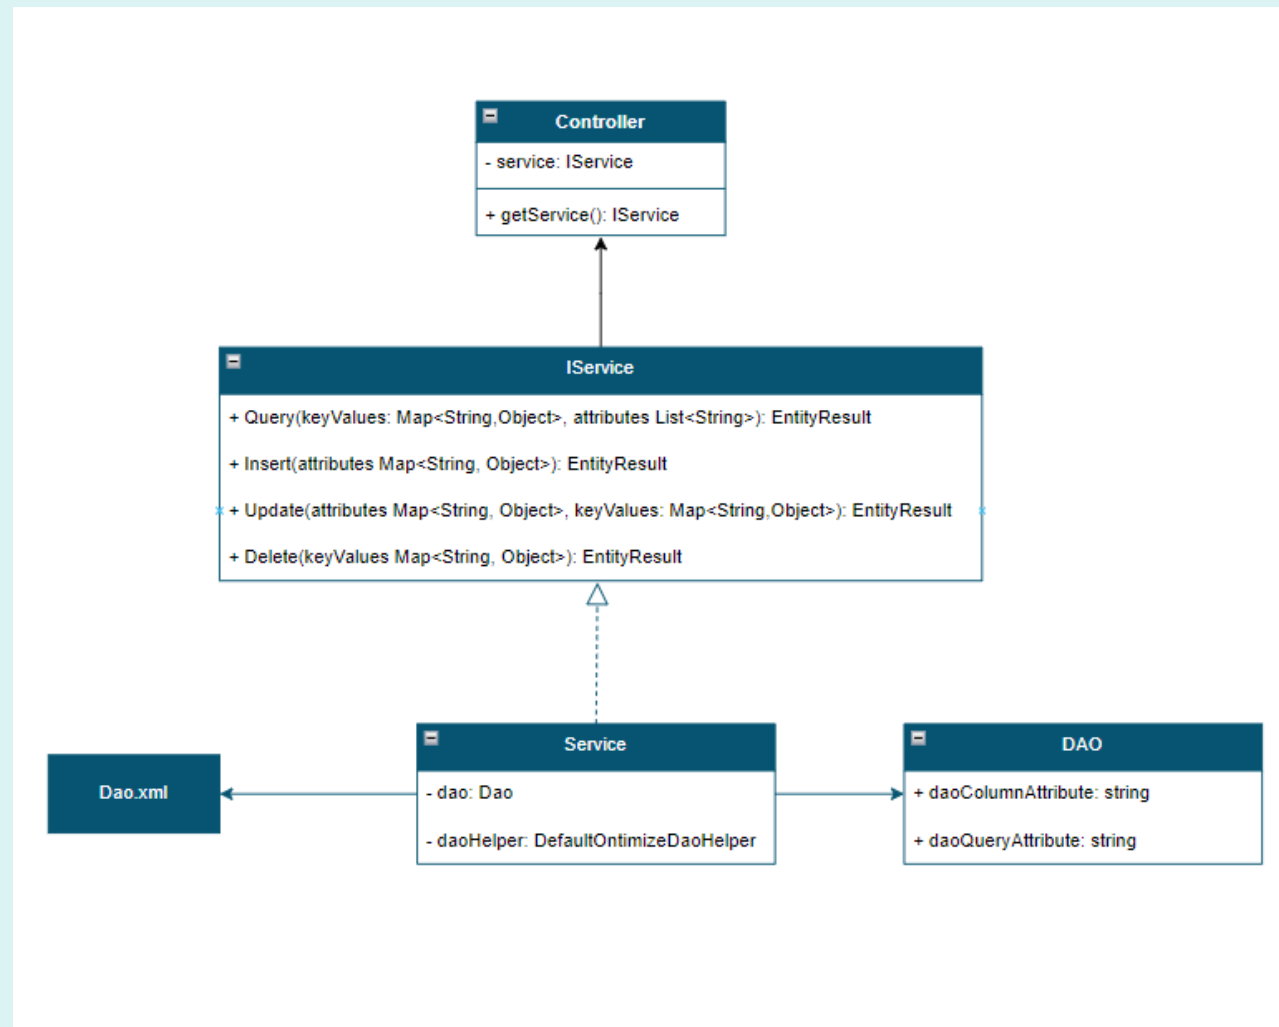 Controller
- service: IService
+ getService(): IService
IService
+ Query(keyValues: Map<String,Object>, attributes List<String>): EntityResult
+ Insert(attributes Map<String, Object>): EntityResult
+ Update(attributes Map<String, Object>, keyValues: Map<String,Object>): EntityResult
+ Delete(keyValues Map<String, Object>): EntityResult
Dao.xml
Service
- dao: Dao
- daoHelper: DefaultOntimizeDaoHelper
DAO
+ daoColumnAttribute: string
+ daoQueryAttribute: string